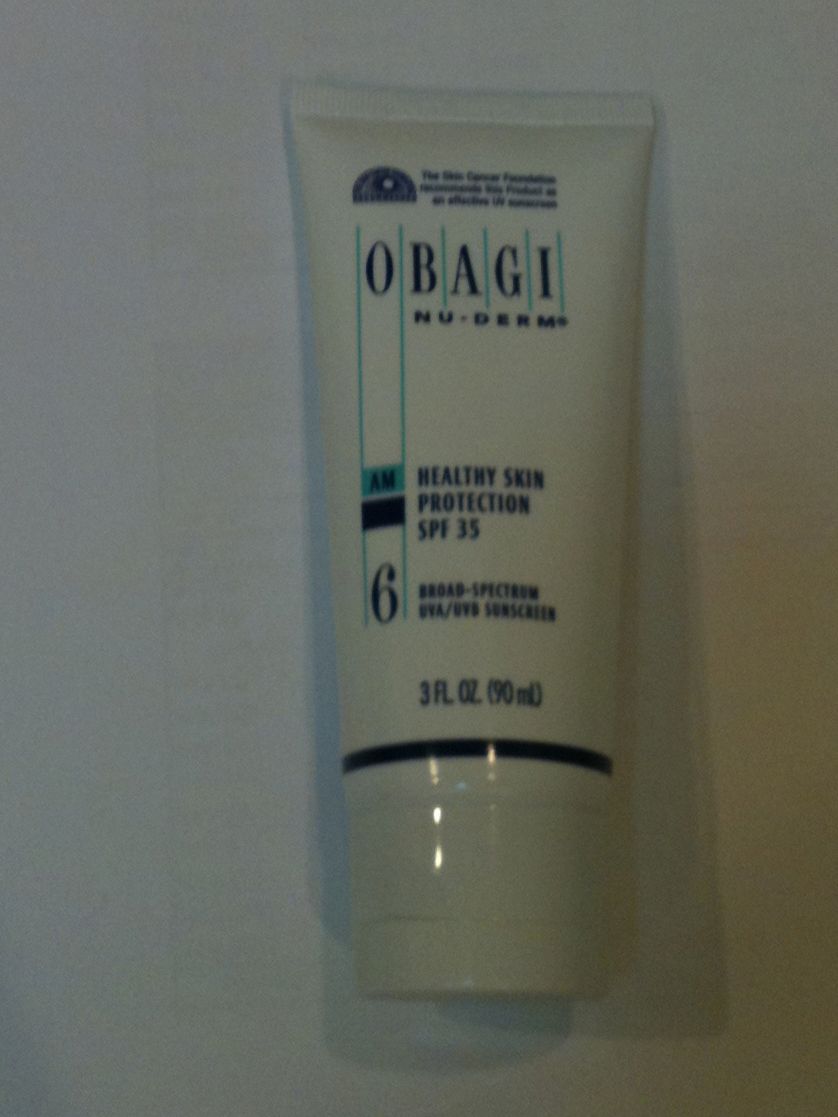 The Skin Cancer Foundation
recommends this Product as
an effective UV sunscreen
OBAGI
NU-DERM®
AM
HEALTHY SKIN
PROTECTION
SPF 35
6
BROAD-SPECTRUM
UVA/UVB SUNSCREEN
3 FL. OZ. (90 mL)